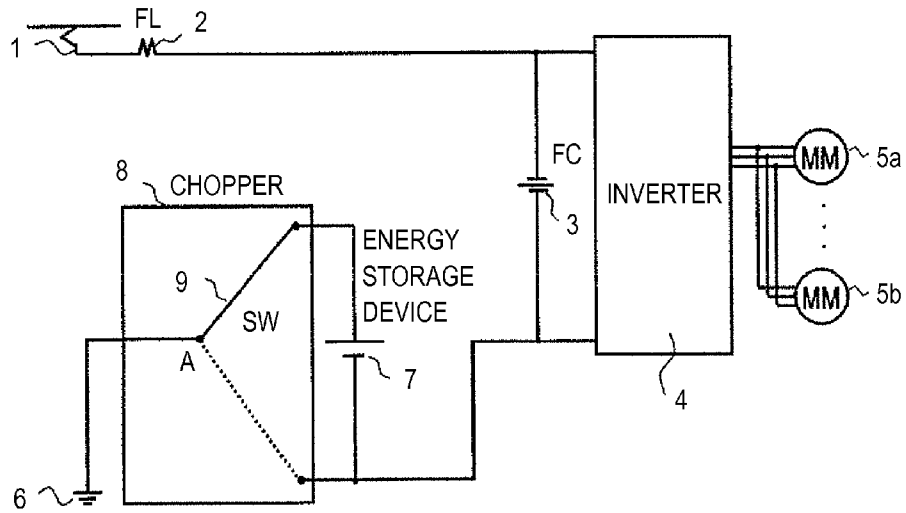 FL
1
2
8
CHOPPER
9
SW
A
ENERGY
STORAGE
DEVICE
7
6
FC
3
INVERTER
4
MM
5a
MM
5b